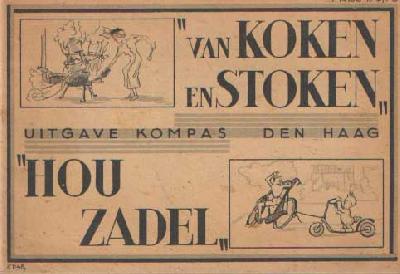 "VAN KOKEN
EN STOKEN"
UITGAVE KOMPAS DEN HAAG
"HOU
ZADEL"